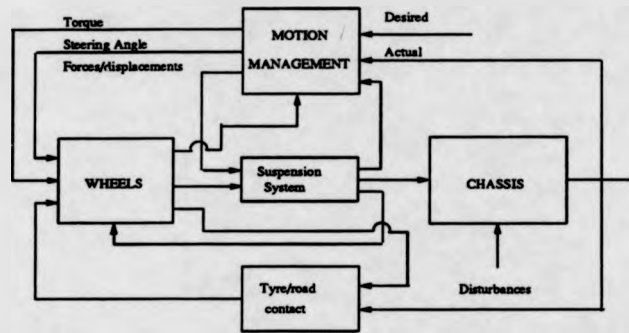 Torque
Steering Angle
Forces/displacements
MOTION
MANAGEMENT
Desired
Actual
WHEELS
Suspension
System
CHASSIS
Tyre/road
contact
Disturbances